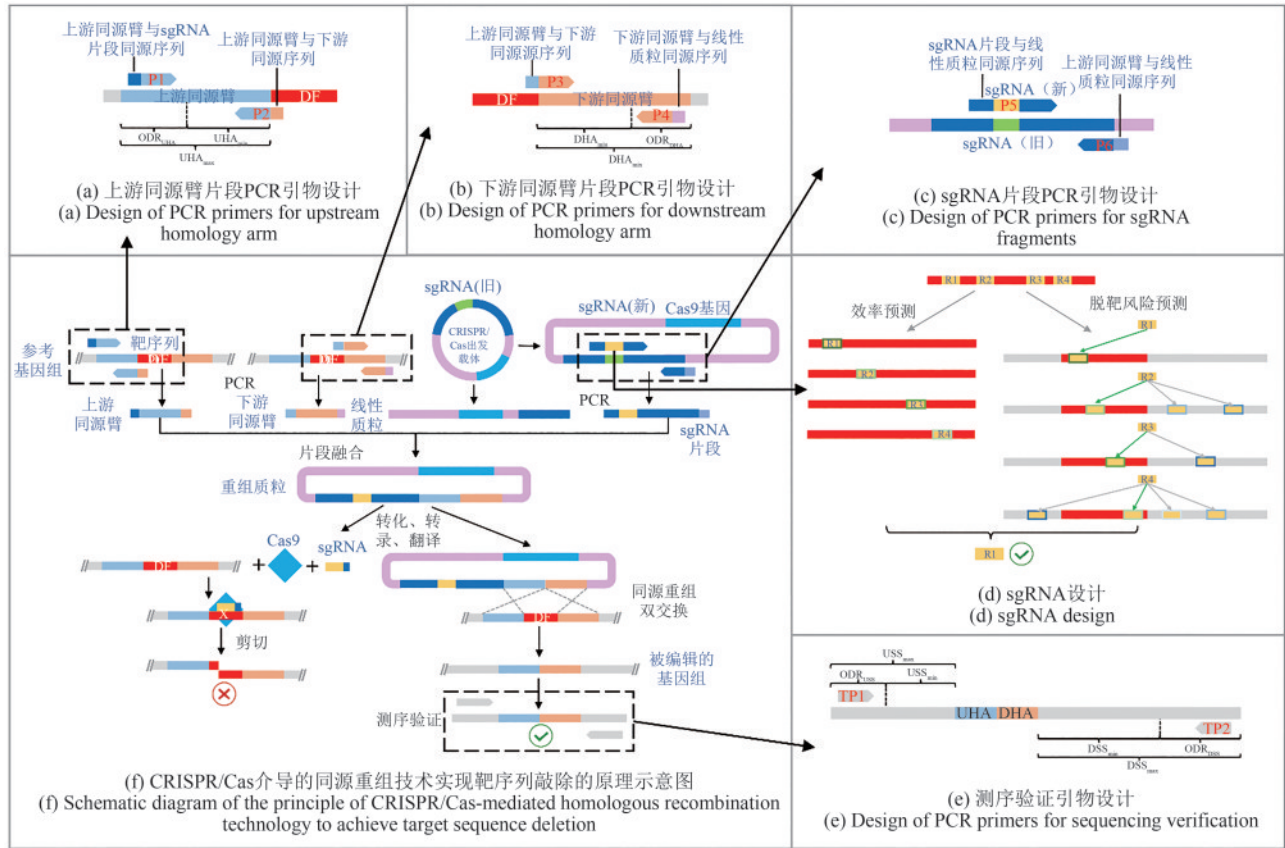 上游同源臂与sgRNA
片段同源序列
上游同源臂与下游
同源序列
P1
上游同源臂
DF
P2
ODR_UHA
UHA_min
UHA_max
(a) 上游同源臂片段PCR引物设计
(a) Design of PCR primers for upstream
homology arm
上游同源臂与下游
同源源序列
下游同源臂与线性
质粒同源序列
P3
DF
下游同源臂
P4
DHA_min
ODR_DHA
DHA_min
(b) 下游同源臂片段PCR引物设计
(b) Design of PCR primers for downstream
homology arm
sgRNA片段与线
性质粒同源序列
上游同源臂与线性
质粒同源序列
sgRNA（新）
P5
sgRNA（旧）
P6
(c) sgRNA片段PCR引物设计
(c) Design of PCR primers for sgRNA
fragments
参考
基因组
靶序列
DF
DF
sgRNA(旧)
CRISPR/
Cas出发
载体
sgRNA(新)
Cas9基因
PCR
PCR
上游
同源臂
下游
同源臂
线性
质粒
sgRNA
片段
片段融合
重组质粒
转化、转
录、翻译
DF
+
Cas9
+
sgRNA
X
剪切
同源重组
双交换
DF
被编辑的
基因组
测序验证
(f) CRISPR/Cas介导的同源重组技术实现靶序列敲除的原理示意图
(f) Schematic diagram of the principle of CRISPR/Cas-mediated homologous recombination
technology to achieve target sequence deletion
R1 R2 R3 R4
效率预测
脱靶风险预测
R1
R2
R3
R4
R1
R2
R3
R4
R1
(d) sgRNA设计
(d) sgRNA design
USS_max
ODR_USS
USS_min
TP1
UHA
DHA
TP2
DSS_min
ODR_DSS
DSS_max
(e) 测序验证引物设计
(e) Design of PCR primers for sequencing verification